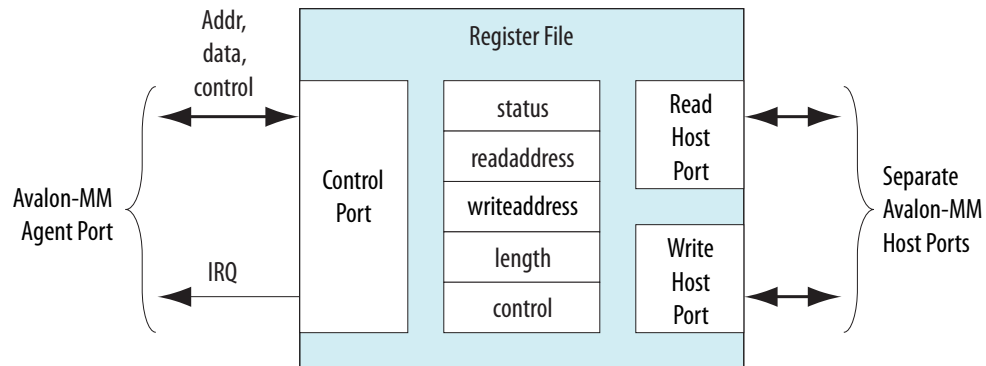 Addr,
data,
control
Register File
status
readaddress
writeaddress
length
control
Control
Port
Read
Host
Port
Write
Host
Port
Avalon-MM
Agent Port
IRQ
Separate
Avalon-MM
Host Ports